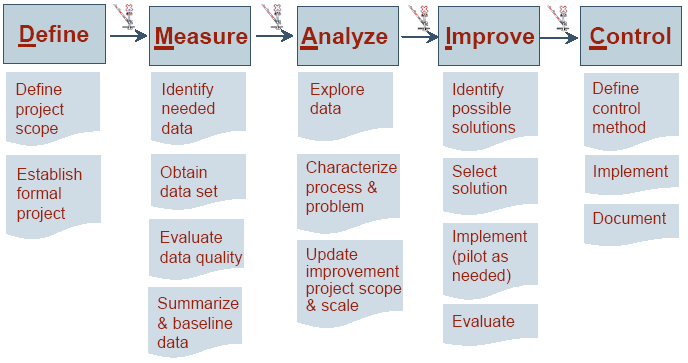 Define
Measure
Analyze
Improve
Control
Define
project
scope
Establish
formal
project
Identify
needed
data
Obtain
data set
Evaluate
data quality
Summarize
& baseline
data
Explore
data
Characterize
process &
problem
Update
improvement
project scope
& scale
Identify
possible
solutions
Select
solution
Implement
(pilot as
needed)
Evaluate
Define
control
method
Implement
Document